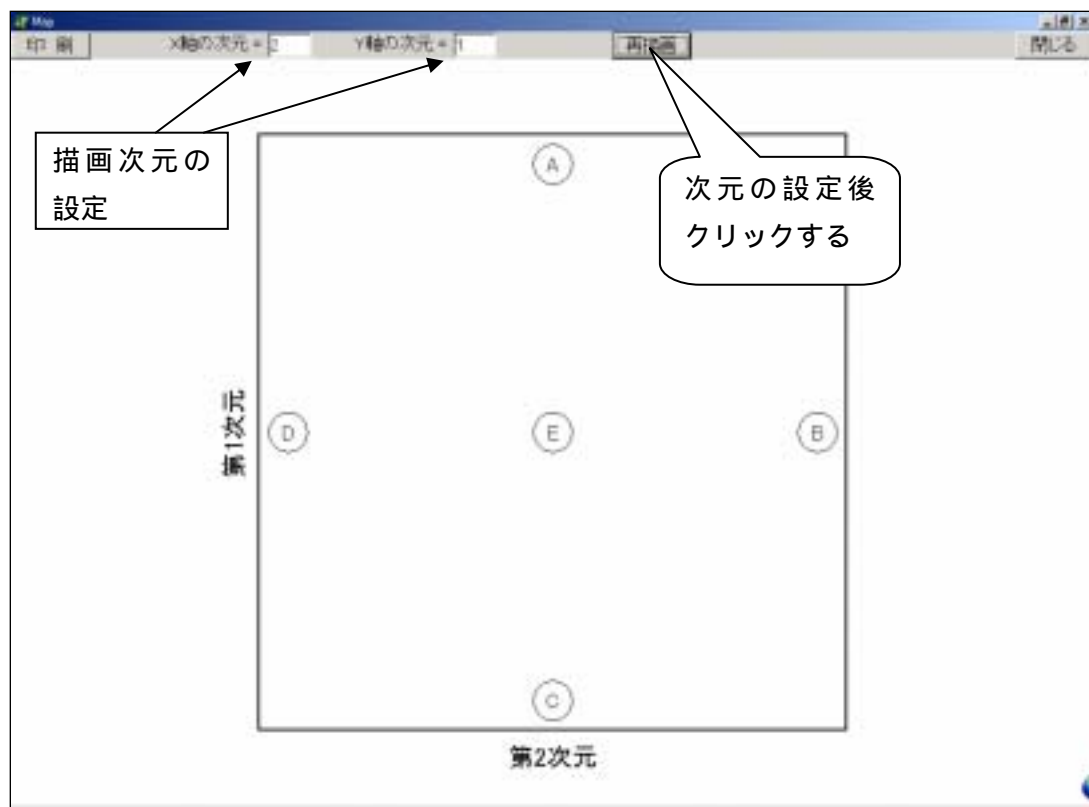 Map
印 刷 X軸の次元 = 2 Y軸の次元 = 1 再描画 閉じる
描画次元の
設定
次元の設定後
クリックする
A
D E B
C
第1次元
第2次元